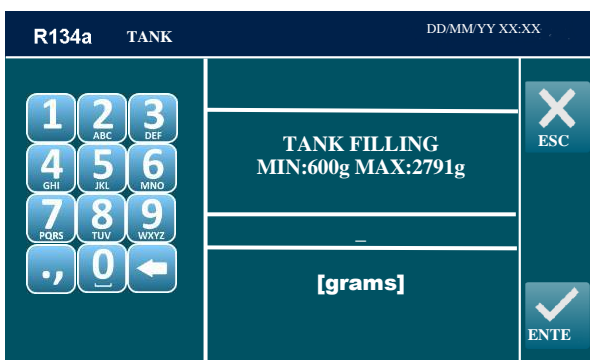 R134a TANK DD/MM/YY XX:XX
1 2 ABC 3 DEF
4 GHI 5 JKL 6 MNO
7 PQRS 8 TUV 9 WXYZ
., 0
TANK FILLING
MIN:600g MAX:2791g
_
[grams]
ESC
ENTE